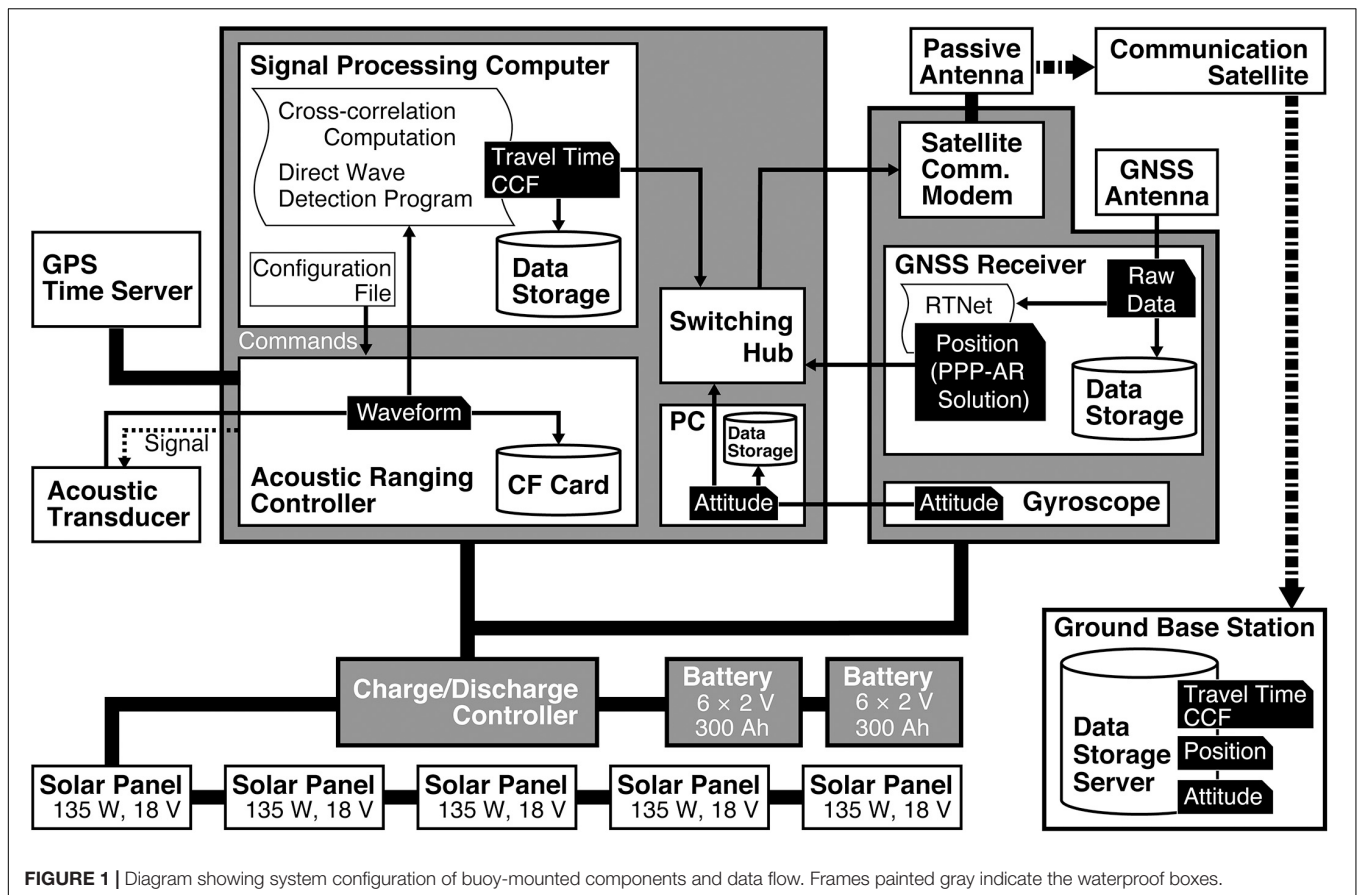 Signal Processing Computer
Cross-correlation
Computation
Direct Wave
Detection Program
Travel Time
CCF
Configuration
File
Data
Storage
GPS
Time Server
Commands
Waveform
Signal
Acoustic
Transducer
Acoustic Ranging
Controller
CF Card
Switching
Hub
PC
Data
Storage
Attitude
Passive
Antenna
Communication
Satellite
Satellite
Comm.
Modem
GNSS
Antenna
GNSS Receiver
RTNet
Raw
Data
Position
(PPP-AR
Solution)
Data
Storage
Attitude
Gyroscope
Charge/Discharge
Controller
Battery
6 × 2 V
300 Ah
Battery
6 × 2 V
300 Ah
Solar Panel
135 W, 18 V
Solar Panel
135 W, 18 V
Solar Panel
135 W, 18 V
Solar Panel
135 W, 18 V
Solar Panel
135 W, 18 V
Ground Base Station
Data
Storage
Server
Travel Time
CCF
Position
Attitude
FIGURE 1 | Diagram showing system configuration of buoy-mounted components and data flow. Frames painted gray indicate the waterproof boxes.